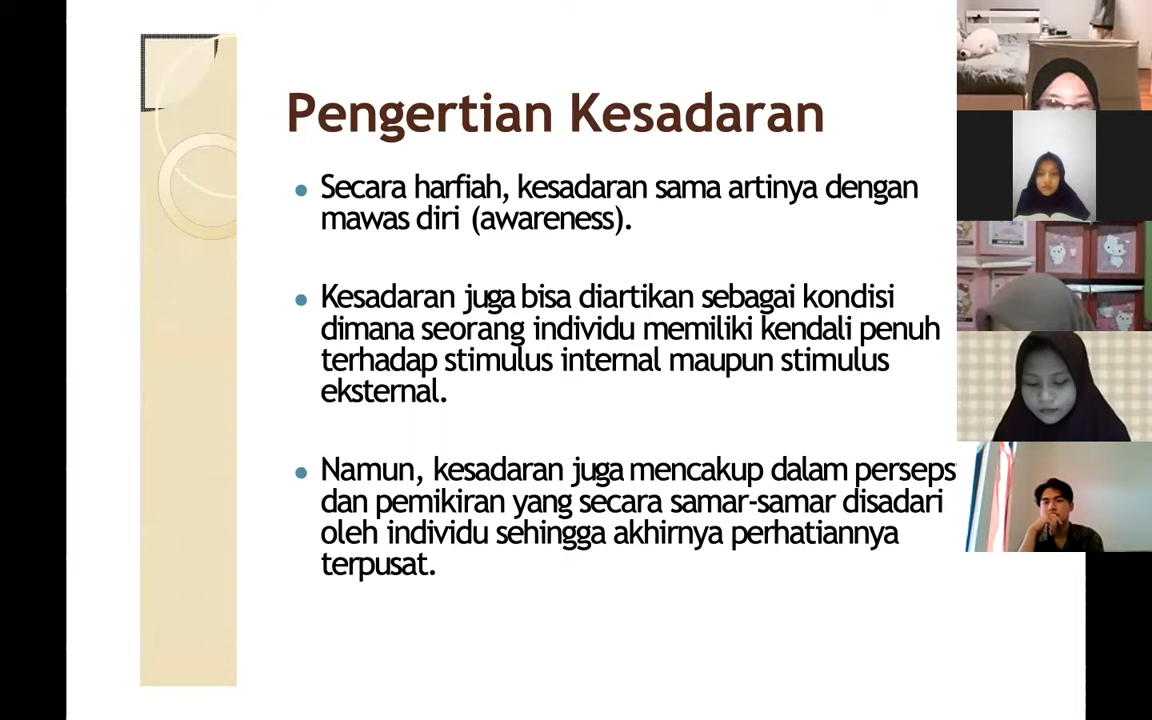 Pengertian Kesadaran
Secara harfiah, kesadaran sama artinya dengan
mawas diri (awareness).
Kesadaran juga bisa diartikan sebagai kondisi
dimana seorang individu memiliki kendali penuh
terhadap stimulus internal maupun stimulus
eksternal.
Namun, kesadaran juga mencakup dalam perseps
dan pemikiran yang secara samar-samar disadari
oleh individu sehingga akhirnya perhatiannya
terpusat.